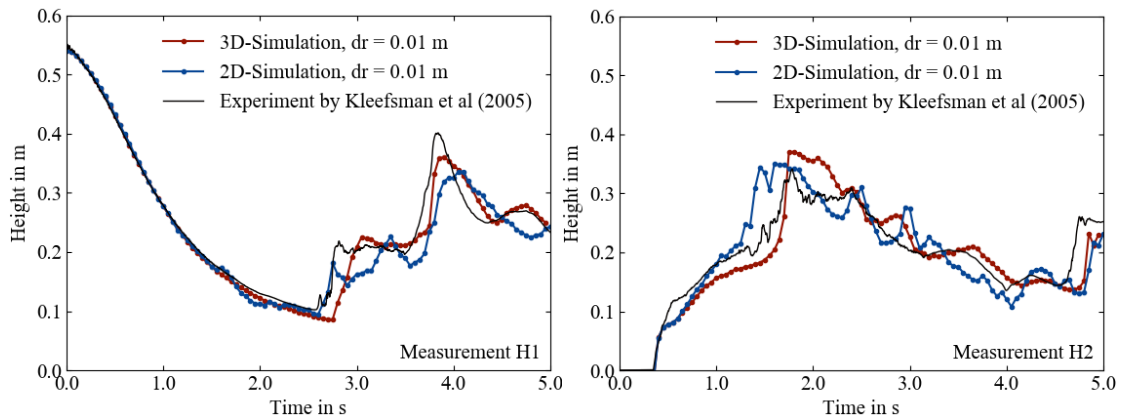 0.6
0.5
0.4
0.3
0.2
0.1
0.0
Height in m
3D-Simulation, dr = 0.01 m
2D-Simulation, dr = 0.01 m
Experiment by Kleefsman et al (2005)
Measurement H1
0.0 1.0 2.0 3.0 4.0 5.0
Time in s
0.6
0.5
0.4
0.3
0.2
0.1
0.0
Height in m
3D-Simulation, dr = 0.01 m
2D-Simulation, dr = 0.01 m
Experiment by Kleefsman et al (2005)
Measurement H2
0.0 1.0 2.0 3.0 4.0 5.0
Time in s